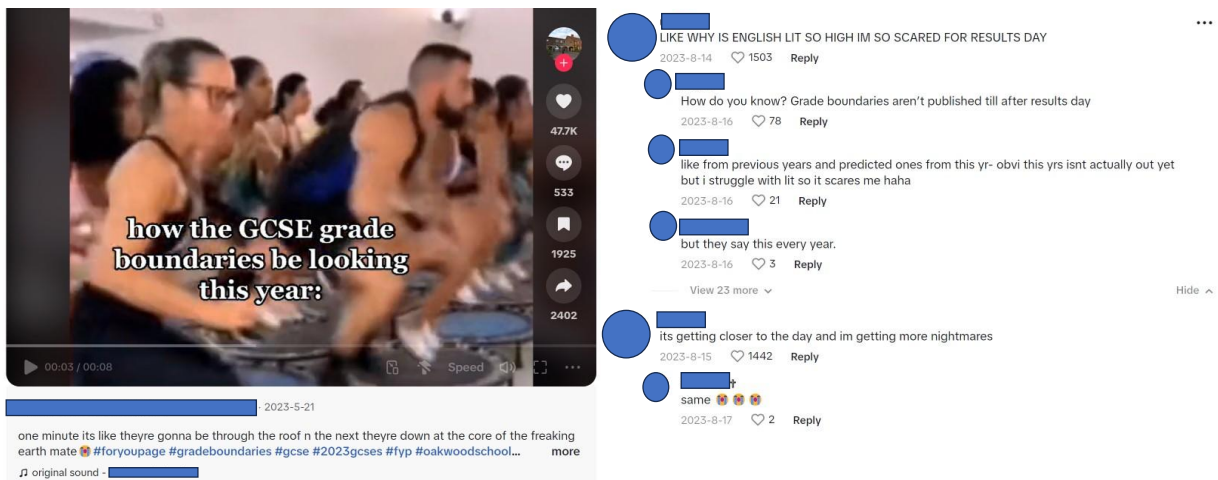 how the GCSE grade
boundaries be looking
this year:
47.7K
533
1925
2402
00:03 / 00:08
Speed
- 2023-5-21
one minute its like theyre gonna be through the roof n the next theyre down at the core of the freaking
earth mate 😭 #foryoupage #gradeboundaries #gcse #2023gcses #fyp #oakwoodschool... more
♫ original sound -
LIKE WHY IS ENGLISH LIT SO HIGH IM SO SCARED FOR RESULTS DAY
2023-8-14 1503 Reply
How do you know? Grade boundaries aren’t published till after results day
2023-8-16 78 Reply
like from previous years and predicted ones from this yr- obvi this yrs isnt actually out yet
but i struggle with lit so it scares me haha
2023-8-16 21 Reply
but they say this every year.
2023-8-16 3 Reply
View 23 more
Hide
its getting closer to the day and im getting more nightmares
2023-8-15 1442 Reply
✝
same 😭 😭 😭
2023-8-17 2 Reply